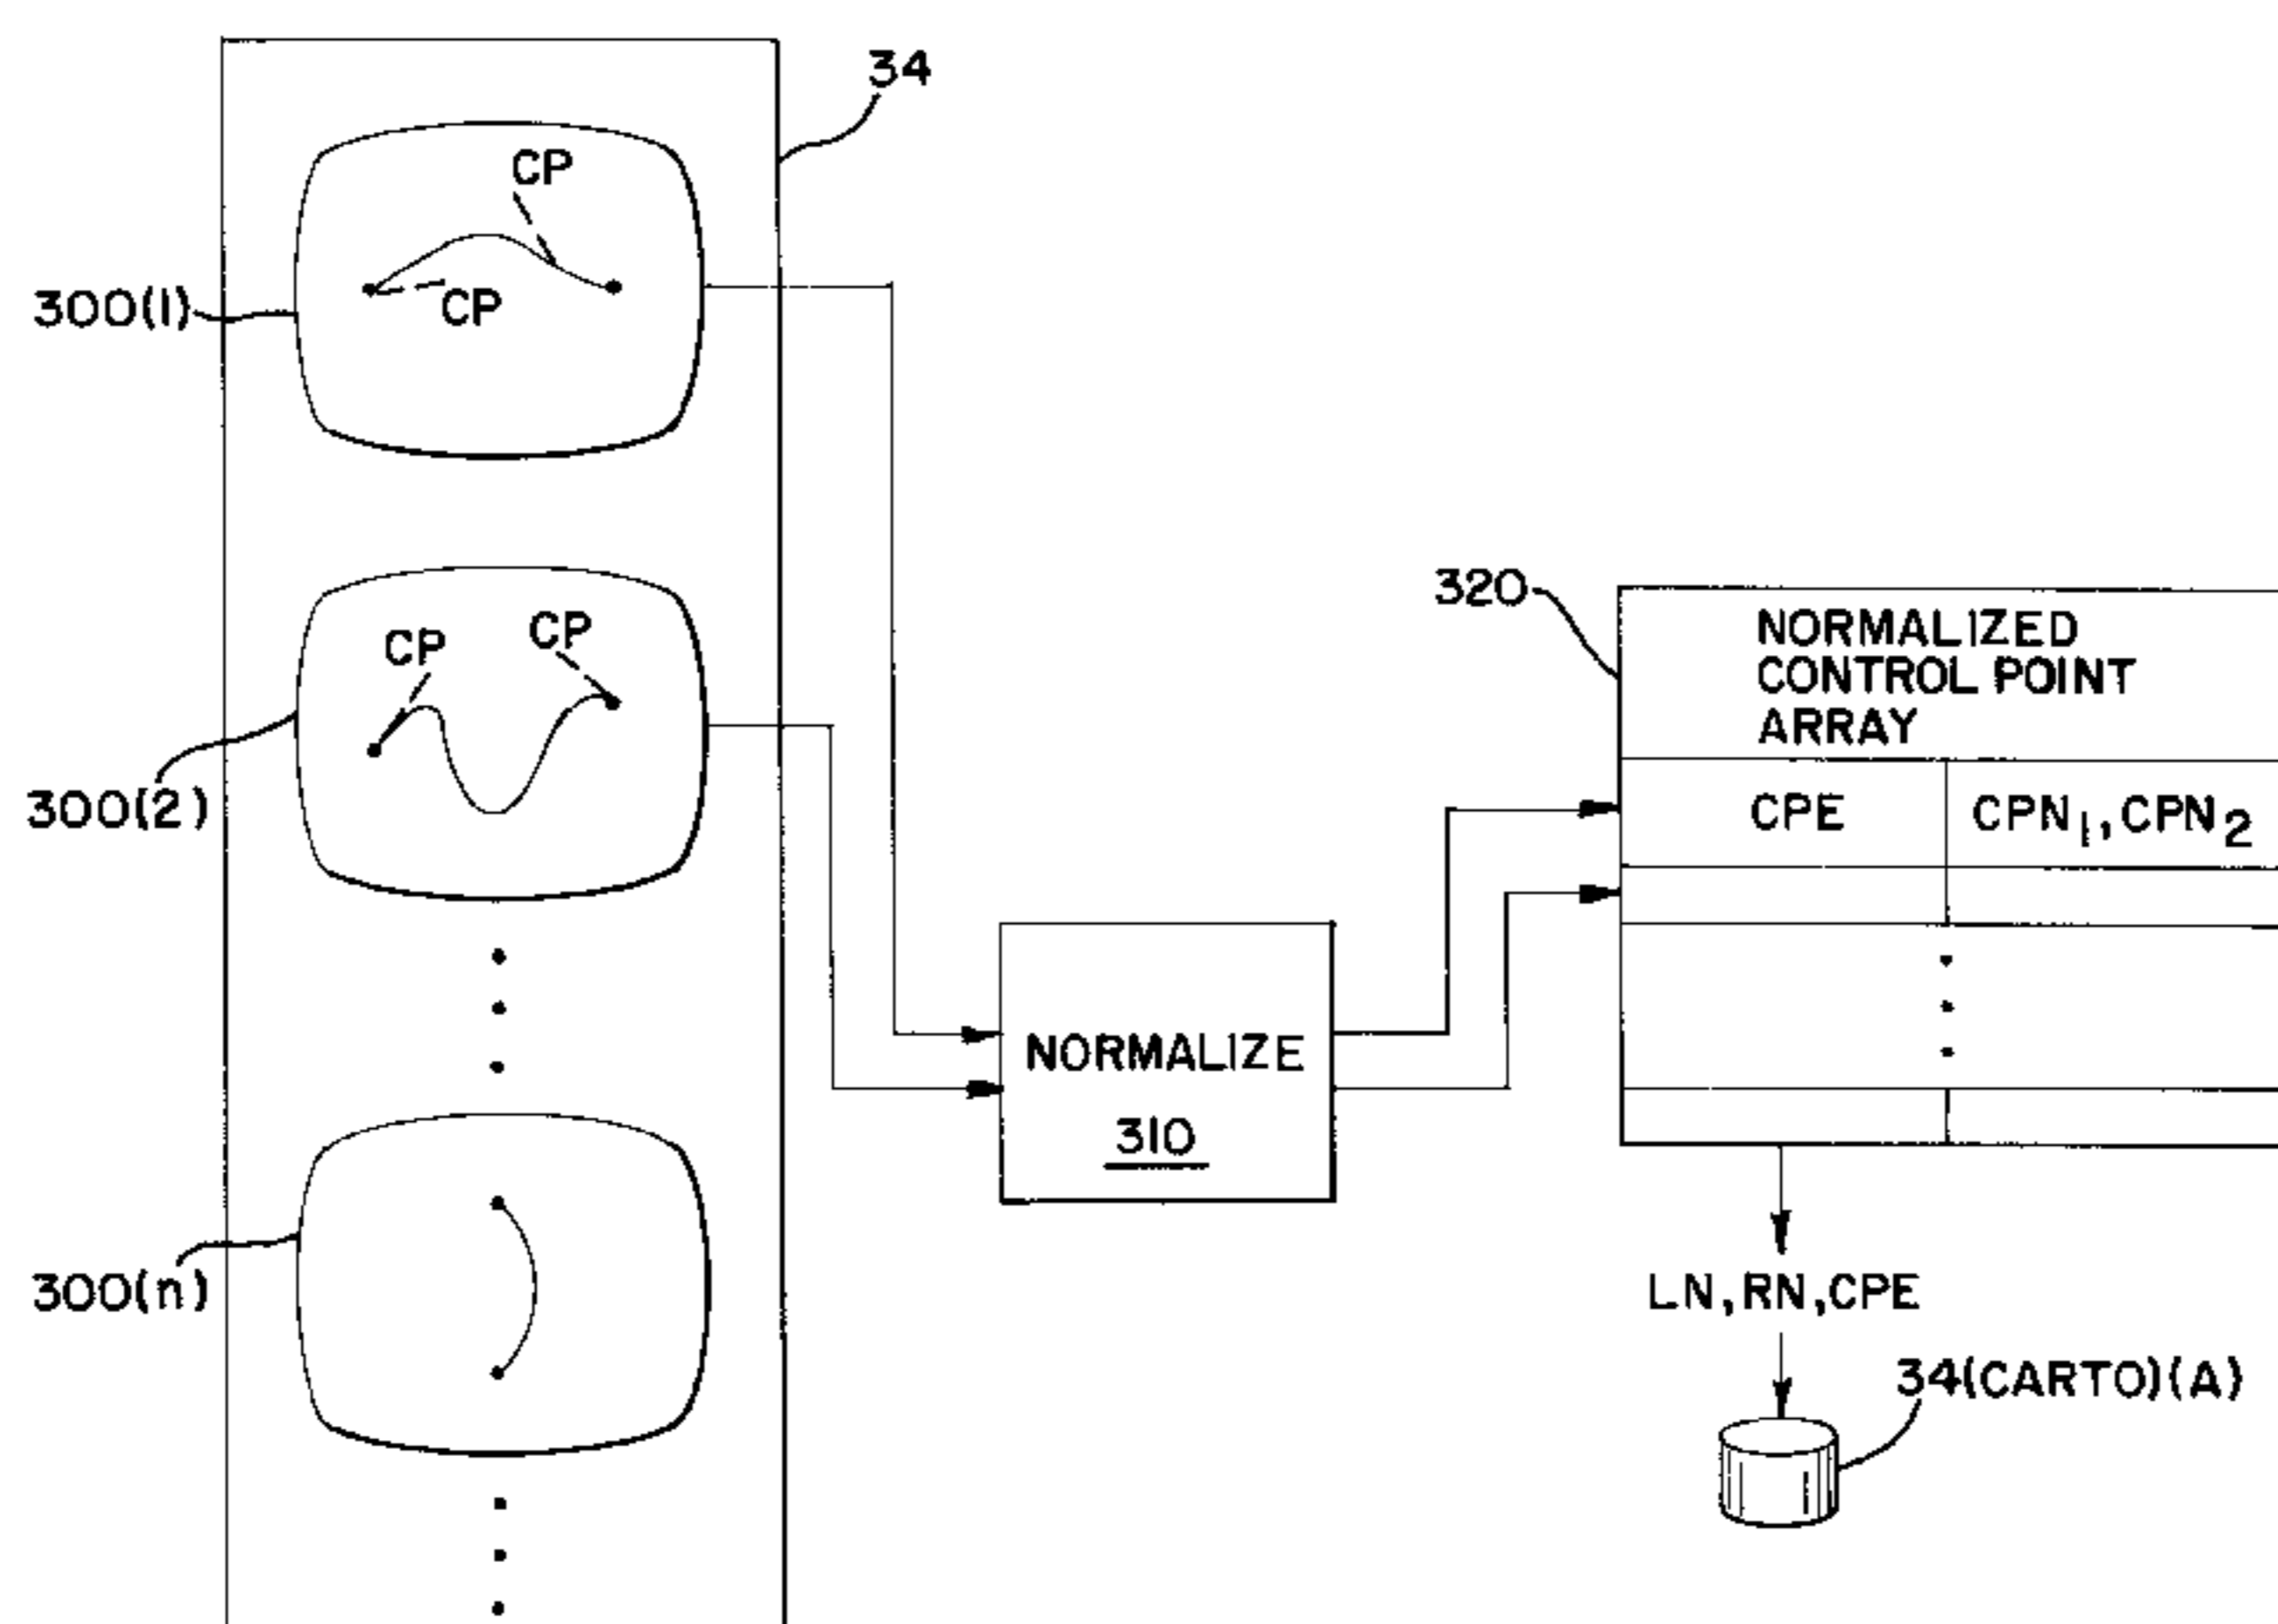 34
CP
CP
300(1)
CP
CP
300(2)
300(n)
NORMALIZE
310
320
NORMALIZED
CONTROL POINT
ARRAY
CPE
CPN1, CPN2
LN, RN, CPE
34(CARTO)(A)